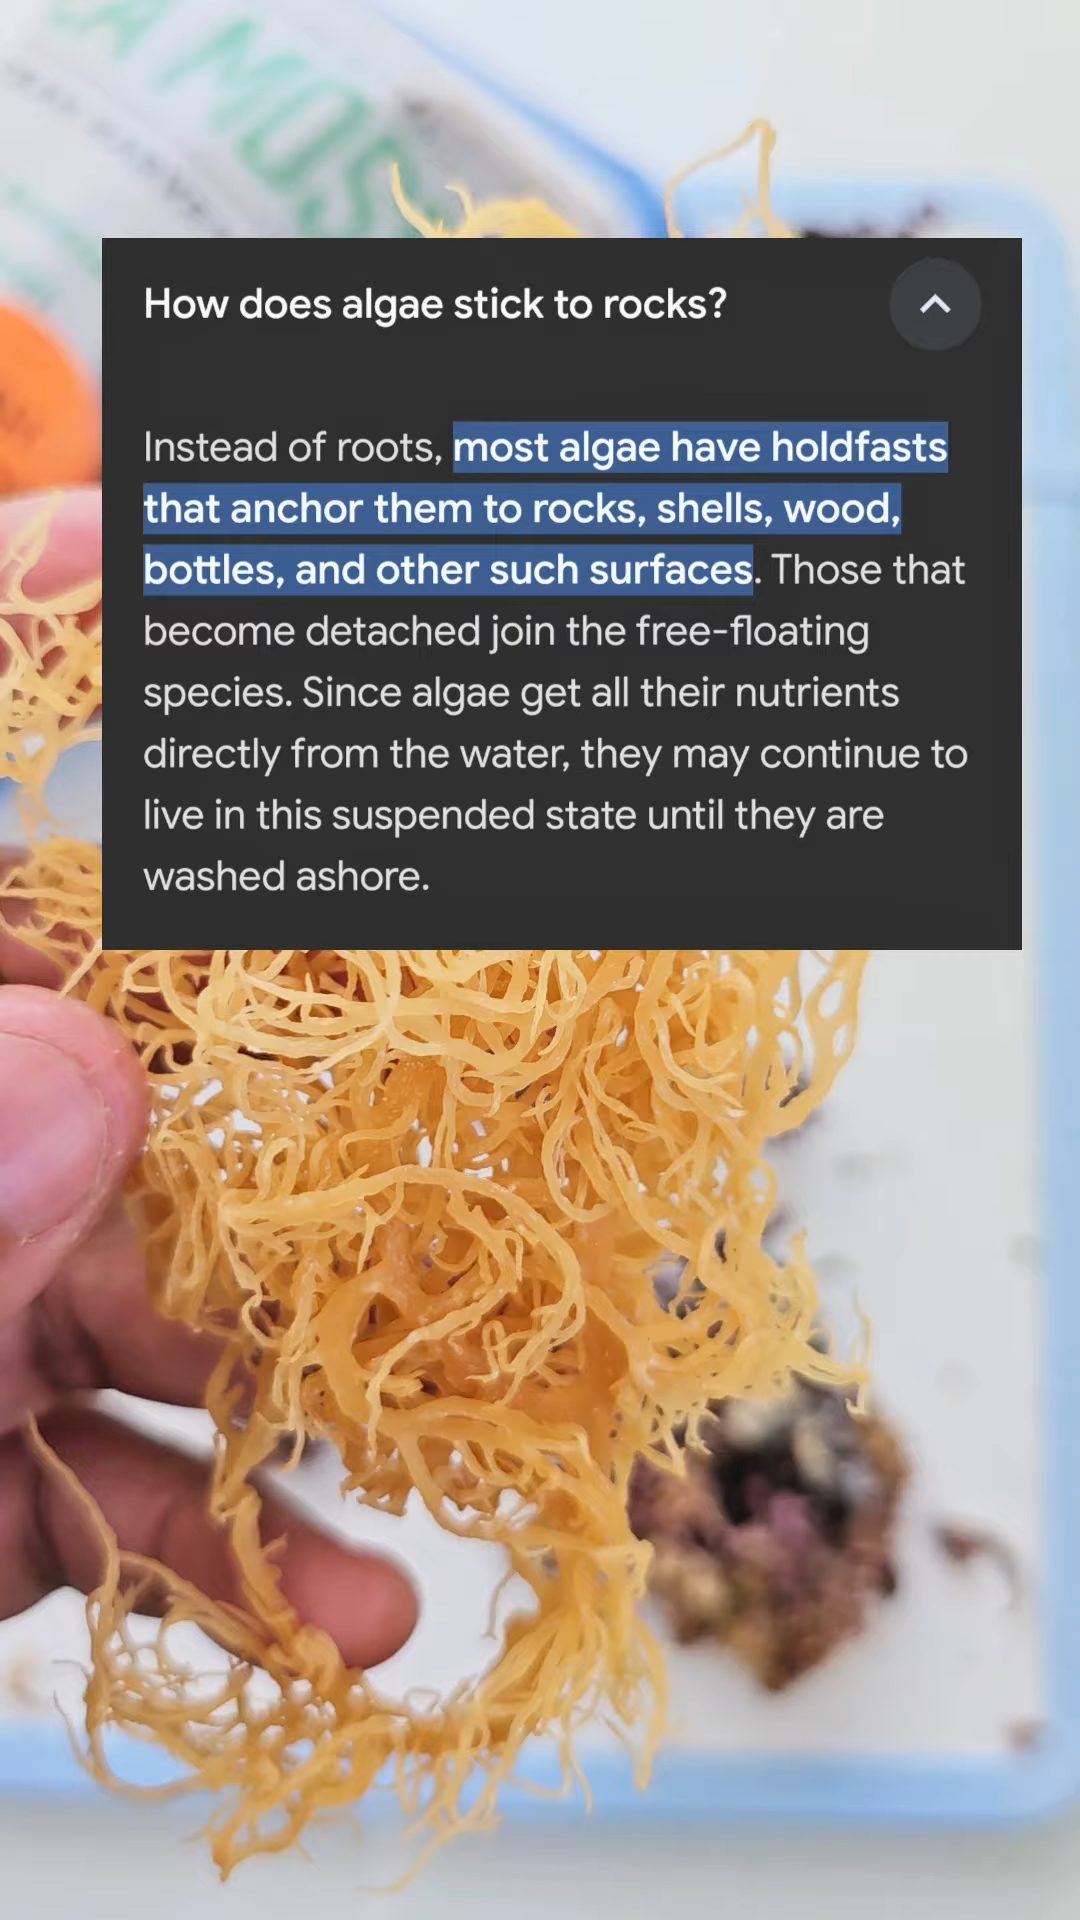 How does algae stick to rocks?
Instead of roots, most algae have holdfasts
that anchor them to rocks, shells, wood,
bottles, and other such surfaces. Those that
become detached join the free-floating
species. Since algae get all their nutrients
directly from the water, they may continue to
live in this suspended state until they are
washed ashore.